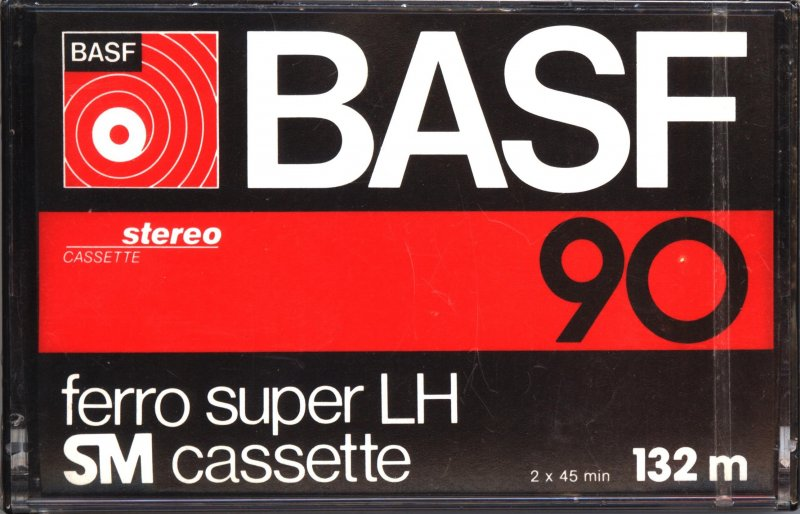 BASF
BASF
stereo
CASSETTE
90
ferro super LH
SM cassette
2 x 45 min
132 m